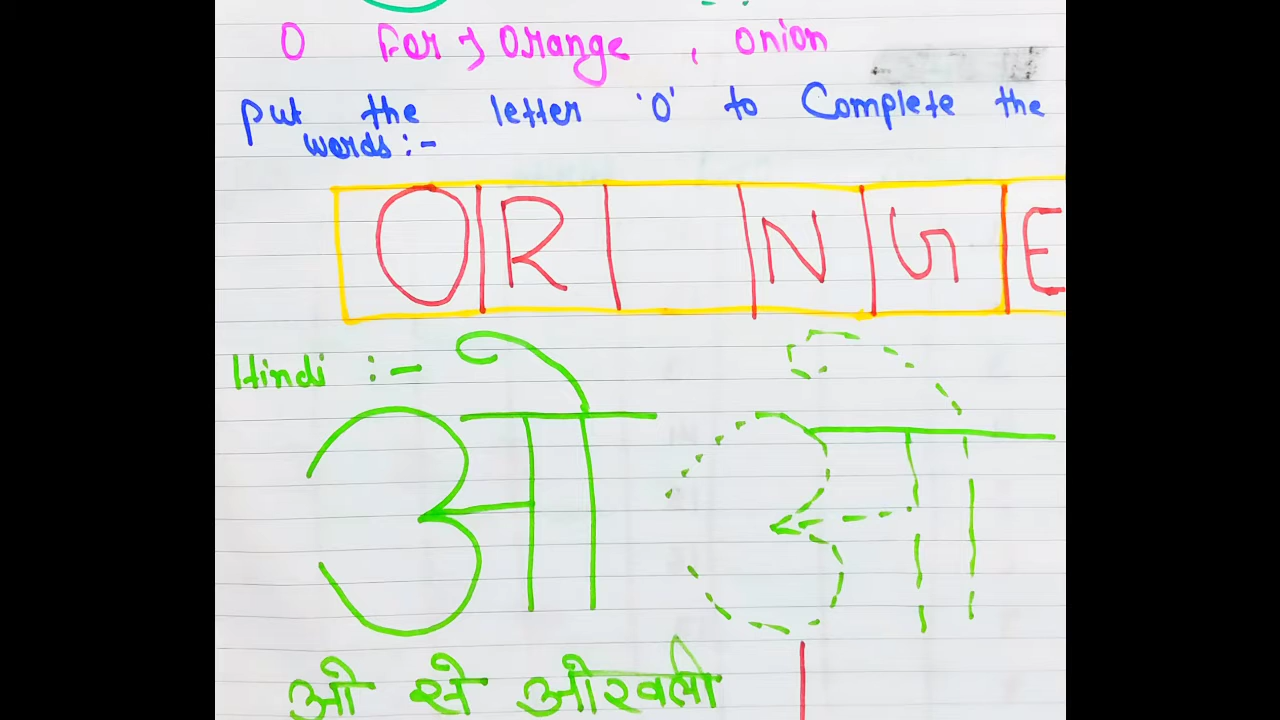 O For → Orange , Onion
Put the letter 'O' to Complete the
words:-
O R N G E
Hindi :- ओ ओ
ओ से ओखली